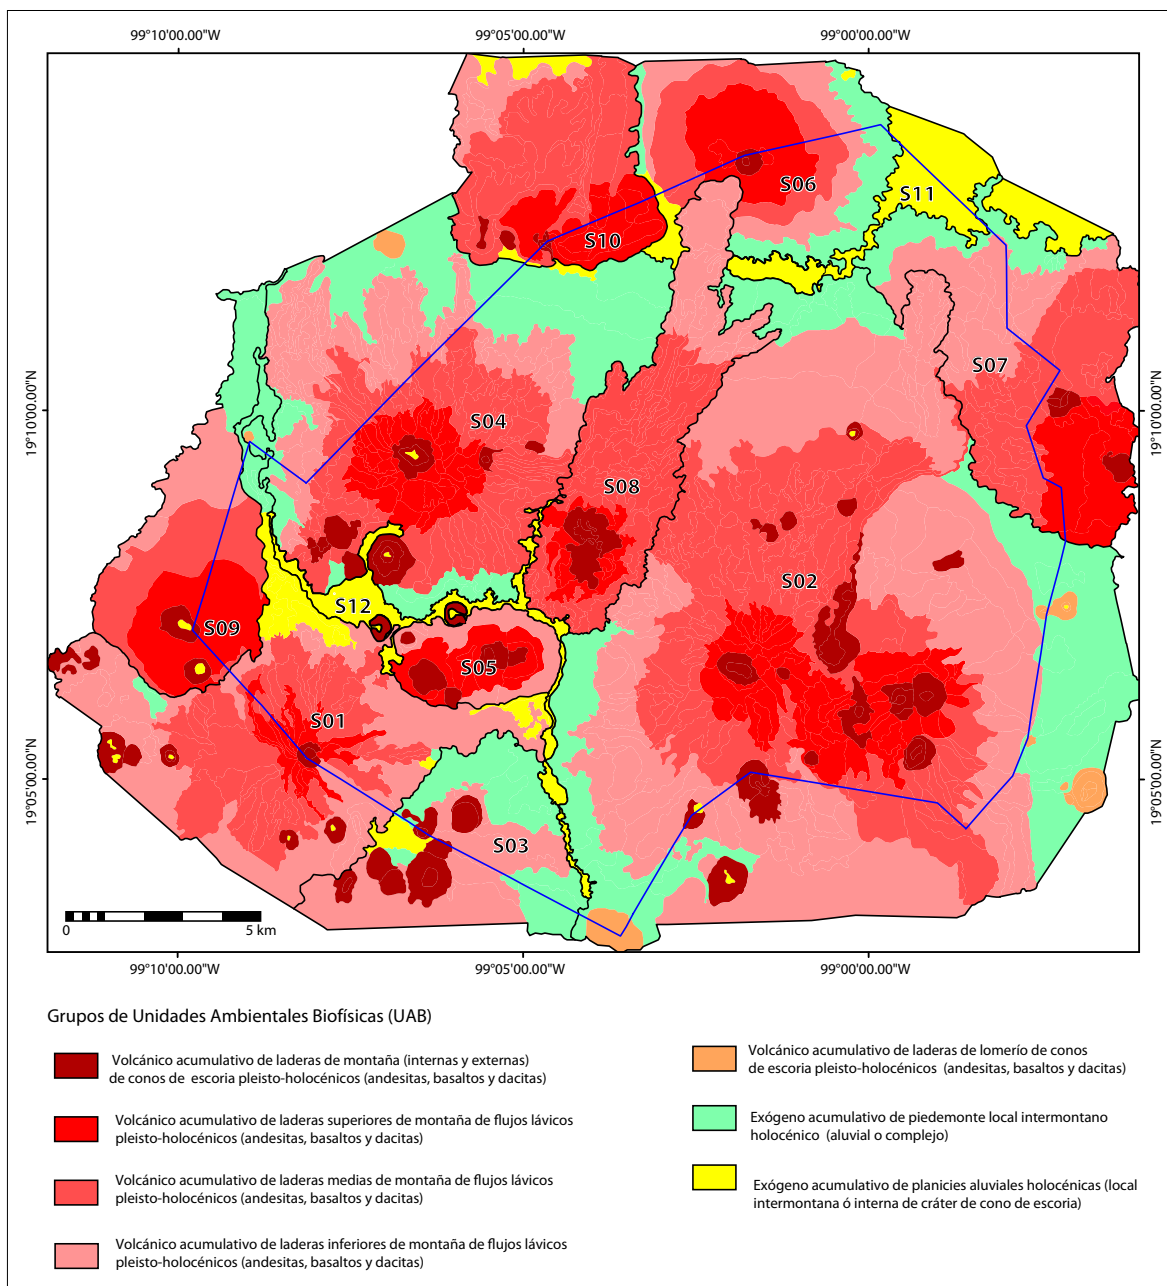 99°10'00.00"W
99°05'00.00"W
99°00'00.00"W
S06
S11
S10
S07
19°10'00.00"N
19°10'00.00"N
S04
S08
S02
S12
S09
S05
S01
19°05'00.00"N
19°05'00.00"N
S03
0
5 km
99°10'00.00"W
99°05'00.00"W
99°00'00.00"W
Grupos de Unidades Ambientales Biofísicas (UAB)
Volcánico acumulativo de laderas de montaña (internas y externas)
de conos de escoria pleisto-holocénicos (andesitas, basaltos y dacitas)
Volcánico acumulativo de laderas superiores de montaña de flujos lávicos
pleisto-holocénicos (andesitas, basaltos y dacitas)
Volcánico acumulativo de laderas medias de montaña de flujos lávicos
pleisto-holocénicos (andesitas, basaltos y dacitas)
Volcánico acumulativo de laderas inferiores de montaña de flujos lávicos
pleisto-holocénicos (andesitas, basaltos y dacitas)
Volcánico acumulativo de laderas de lomerío de conos
de escoria pleisto-holocénicos (andesitas, basaltos y dacitas)
Exógeno acumulativo de piedemonte local intermontano
holocénico (aluvial o complejo)
Exógeno acumulativo de planicies aluviales holocénicas (local
intermontana ó interna de cráter de cono de escoria)